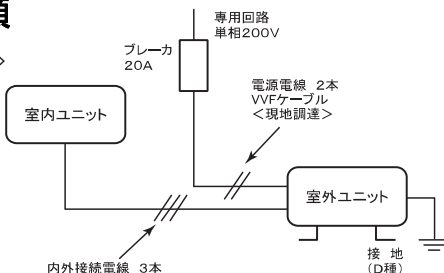 専用回路
単相200V
ブレーカ
20A
電源電線 2本
VVFケーブル
<現地調達>
室内ユニット
室外ユニット
接 地
(D種)
内外接続電線 3本